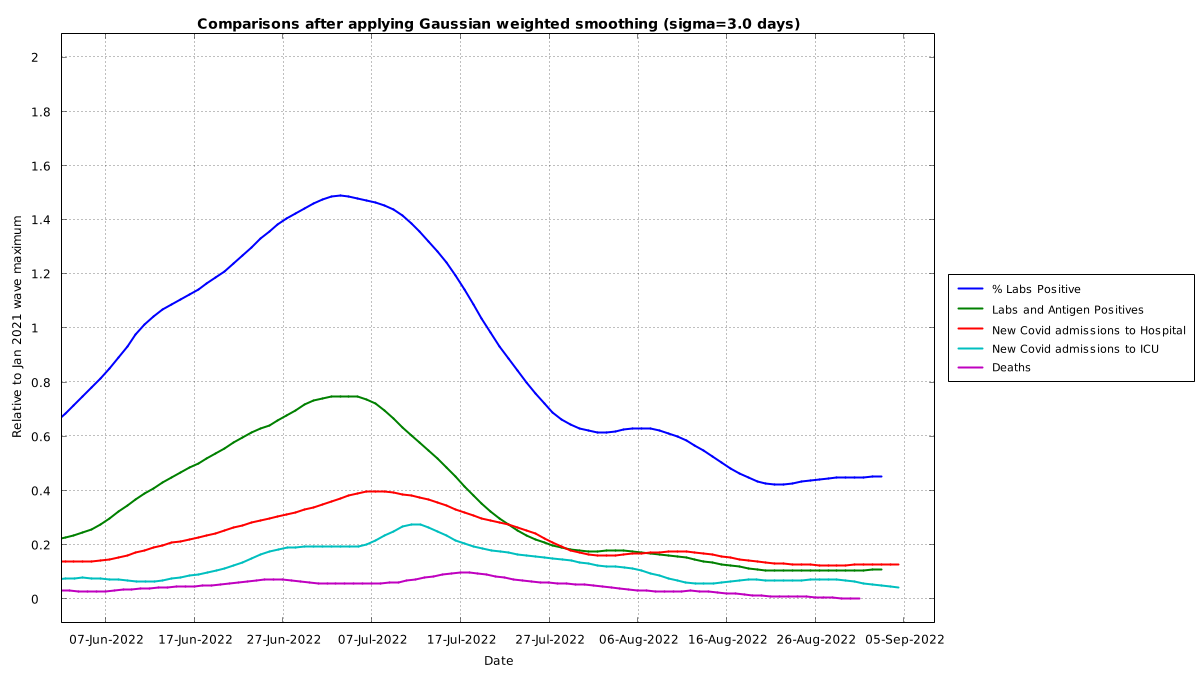 Comparisons after applying Gaussian weighted smoothing (sigma=3.0 days)
Relative to Jan 2021 wave maximum
2
1.8
1.6
1.4
1.2
1
0.8
0.6
0.4
0.2
0
07-Jun-2022 17-Jun-2022 27-Jun-2022 07-Jul-2022 17-Jul-2022 27-Jul-2022 06-Aug-2022 16-Aug-2022 26-Aug-2022 05-Sep-2022
Date
% Labs Positive
Labs and Antigen Positives
New Covid admissions to Hospital
New Covid admissions to ICU
Deaths